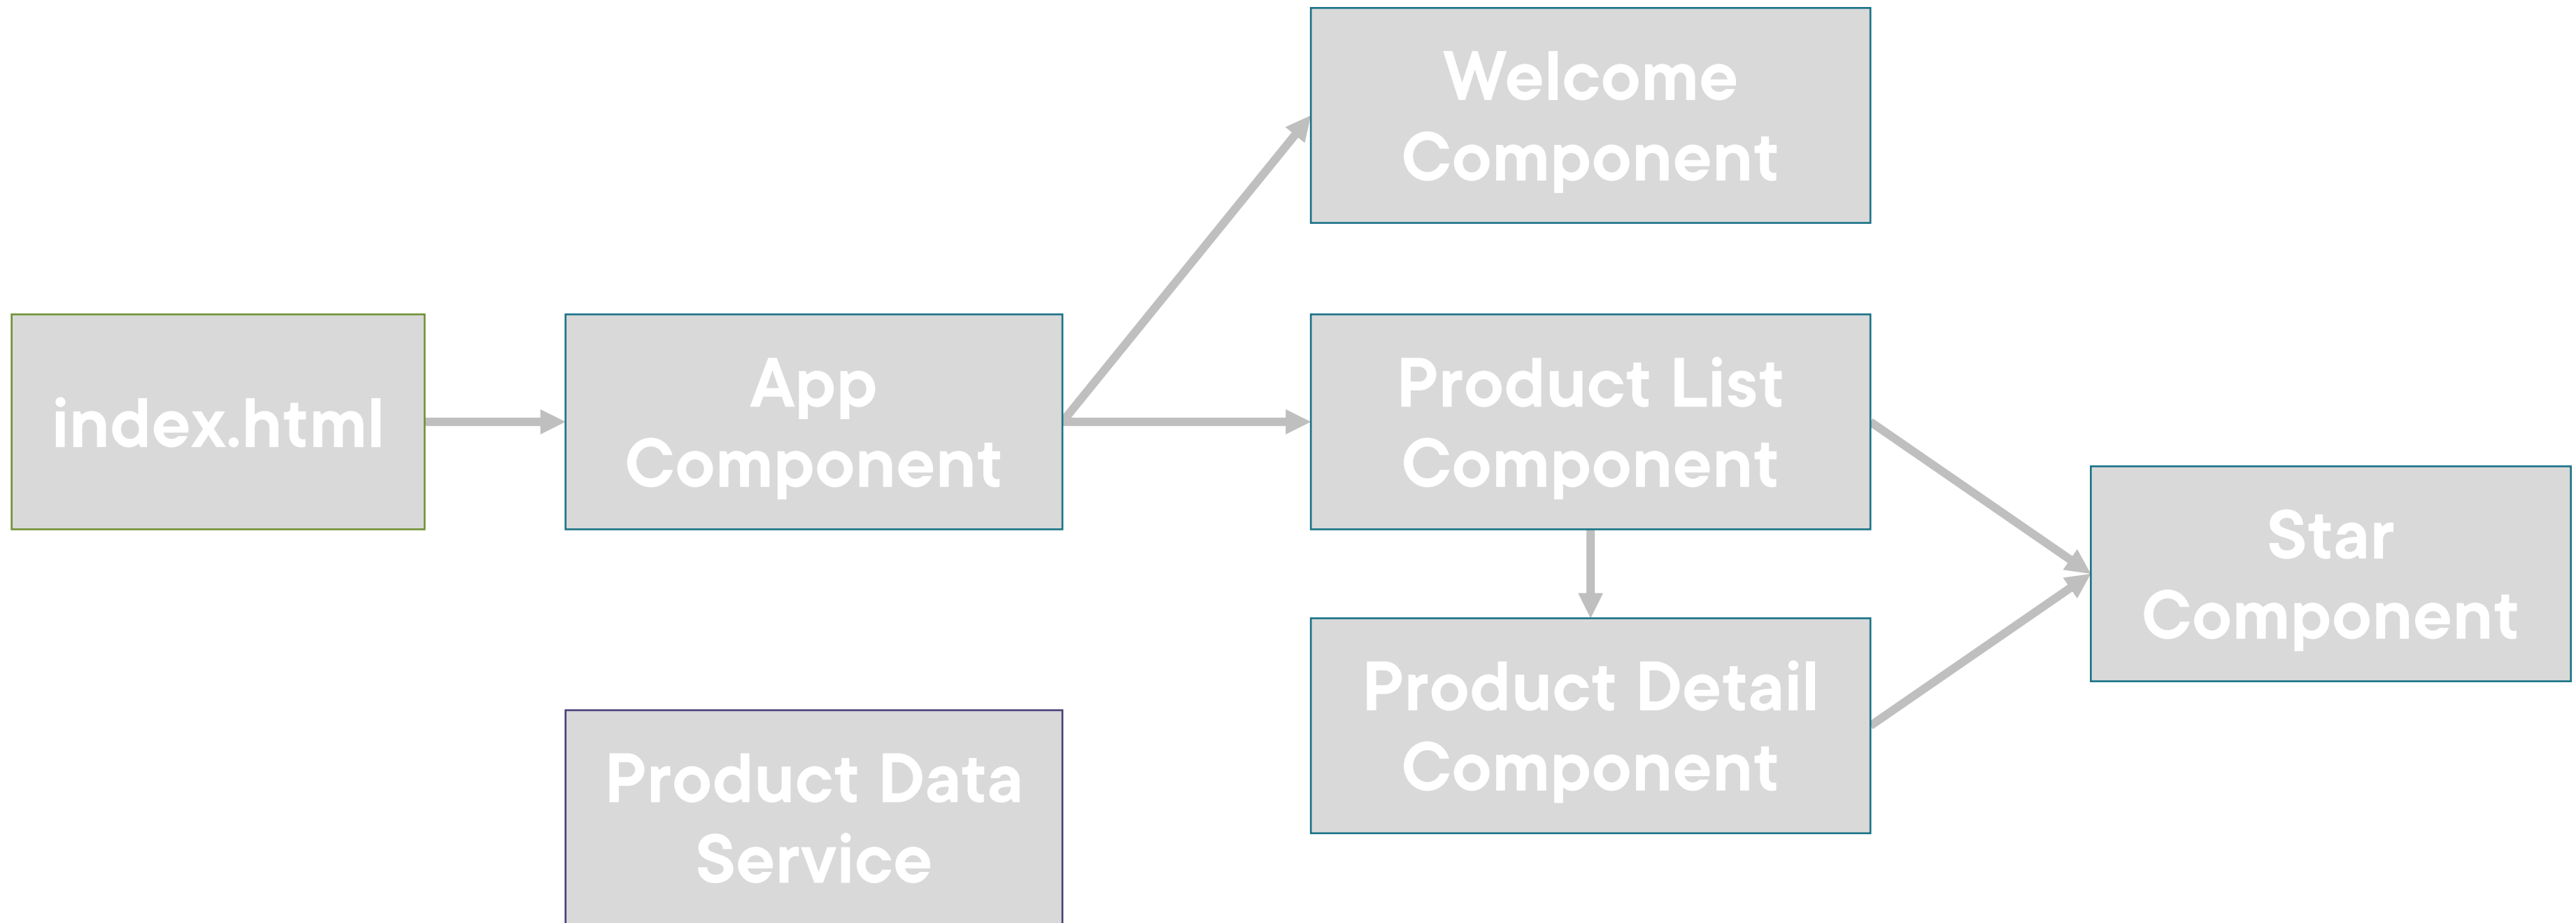 Welcome
Component
index.html
App
Component
Product List
Component
Star
Component
Product Detail
Component
Product Data
Service